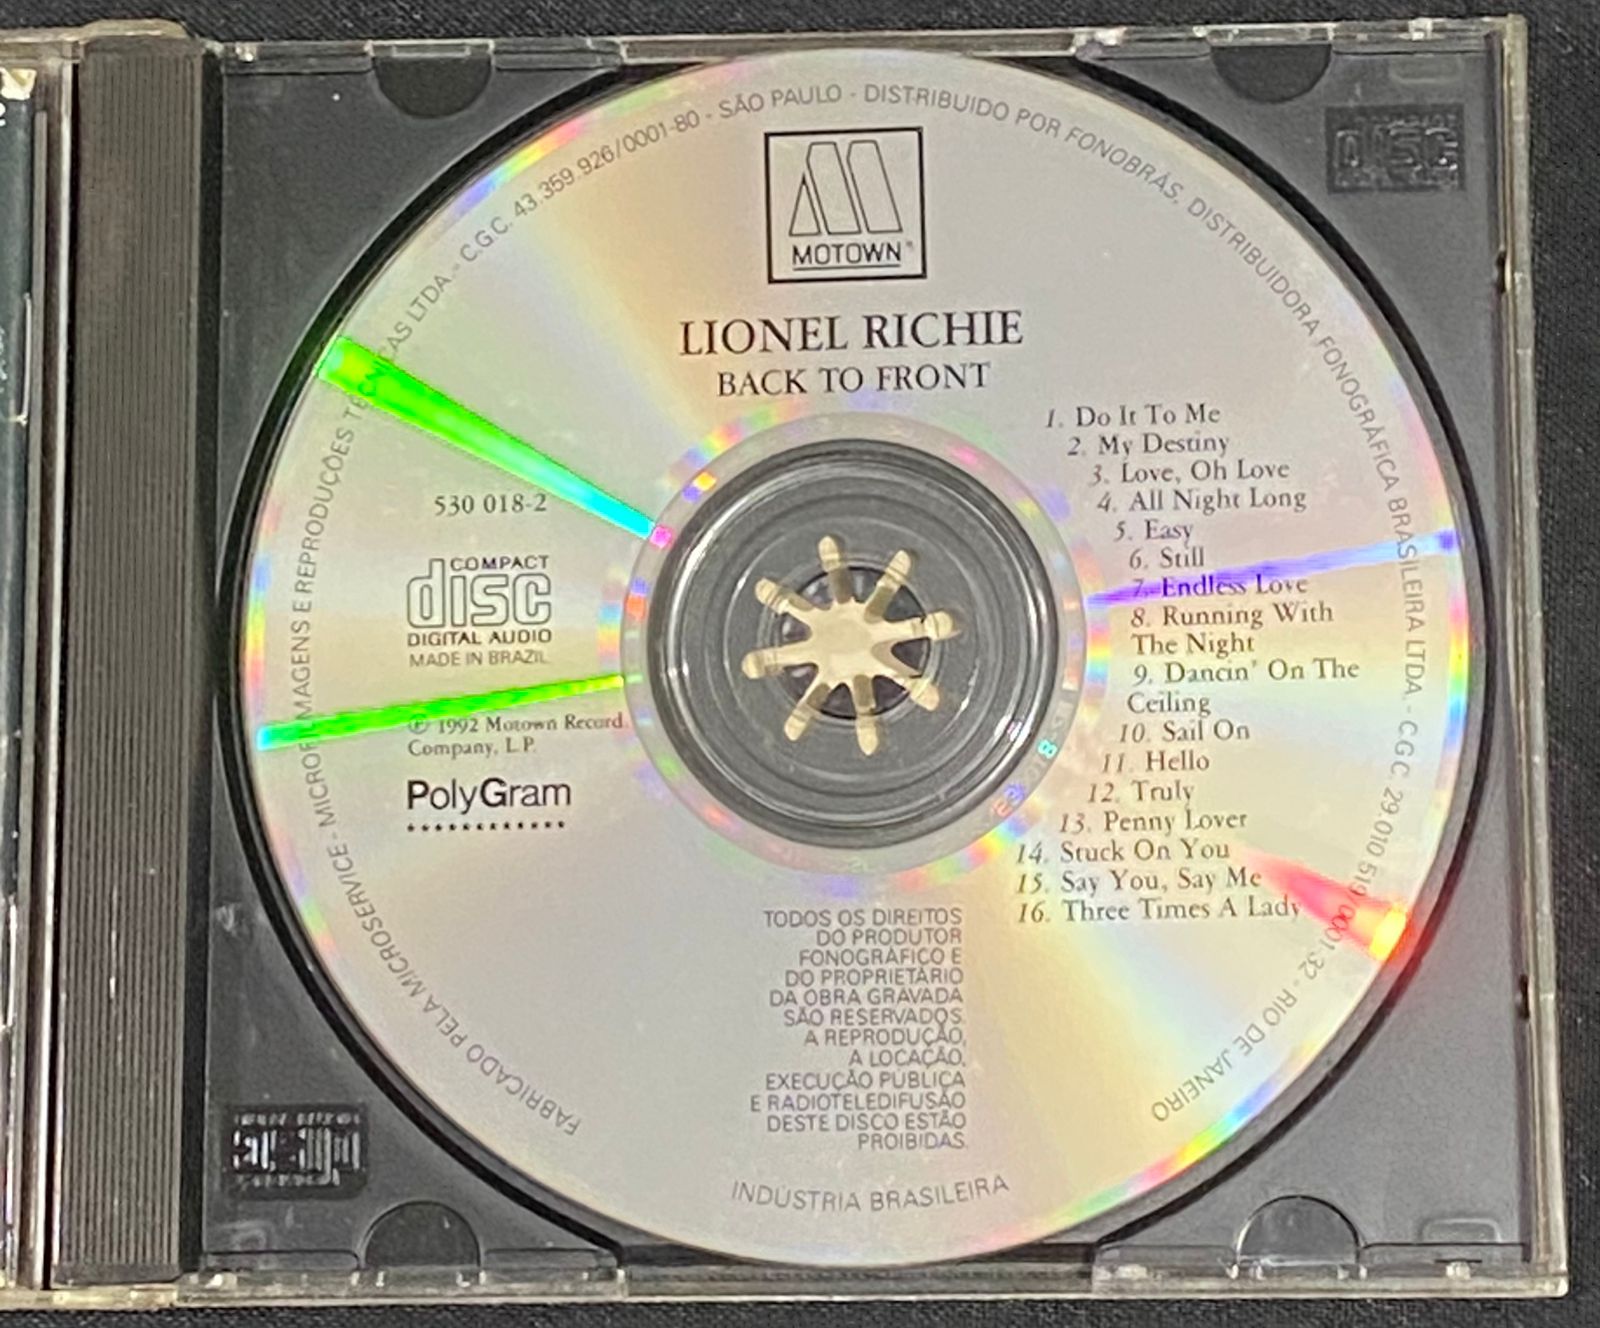 FABRICADO PELA MICROSERVICE - MICROFILMAGENS E REPRODUÇÕES TÉCNICAS LTDA. - C.G.C. 43.359.926/0001-80 - SÃO PAULO - DISTRIBUIDO POR FONOBRÁS, DISTRIBUIDORA FONOGRÁFICA BRASILEIRA LTDA - C.G.C. 29.010 519/0001 32 - RIO DE JANEIRO
MOTOWN®
LIONEL RICHIE
BACK TO FRONT
1. Do It To Me
2. My Destiny
3. Love, Oh Love
4. All Night Long
5. Easy
6. Still
7. Endless Love
8. Running With
The Night
9. Dancin' On The
Ceiling
10. Sail On
11. Hello
12. Truly
13. Penny Lover
14. Stuck On You
15. Say You, Say Me
16. Three Times A Lady
530 018-2
COMPACT
disc
DIGITAL AUDIO
MADE IN BRAZIL
℗ 1992 Motown Record
Company, L.P.
PolyGram
TODOS OS DIREITOS
DO PRODUTOR
FONOGRÁFICO E
DO PROPRIETÁRIO
DA OBRA GRAVADA
SÃO RESERVADOS.
A REPRODUÇÃO,
A LOCAÇÃO,
EXECUÇÃO PÚBLICA
E RADIOTELEDIFUSÃO
DESTE DISCO ESTÃO
PROIBIDAS.
INDÚSTRIA BRASILEIRA
disc